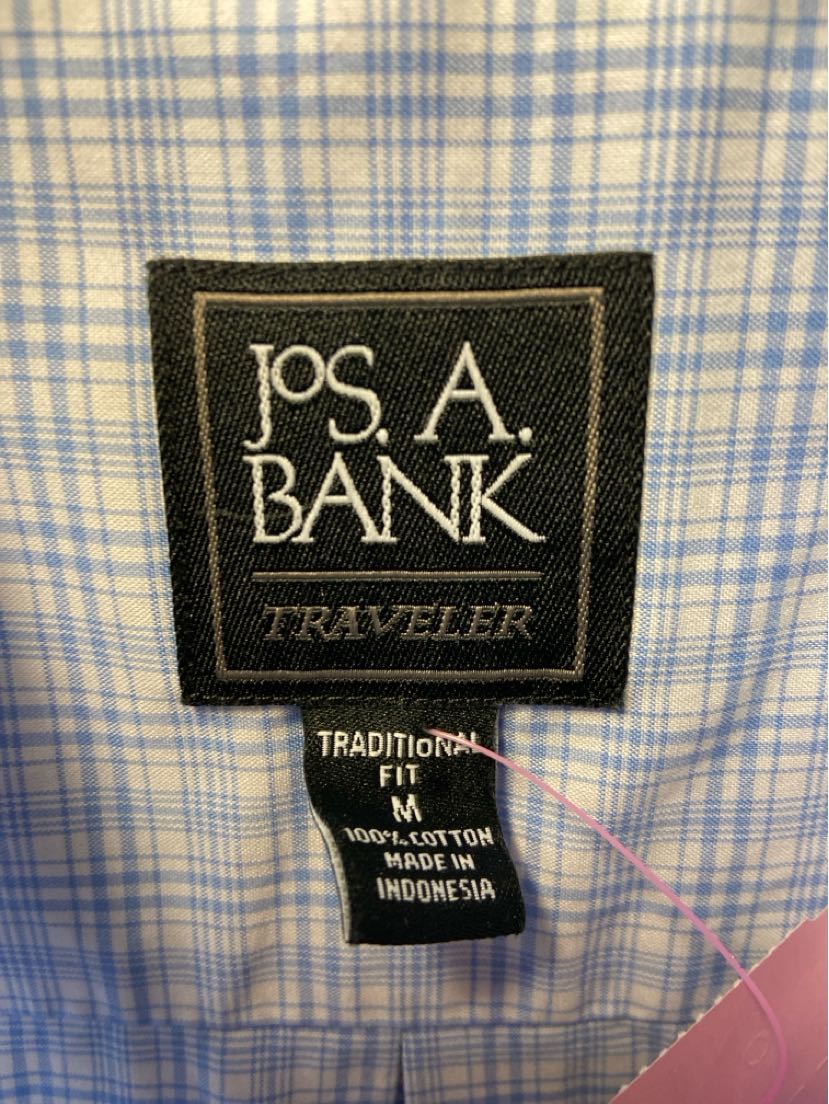 JOS. A.
BANK
TRAVELER
TRADITIONAL
FIT
M
100% COTTON
MADE IN
INDONESIA